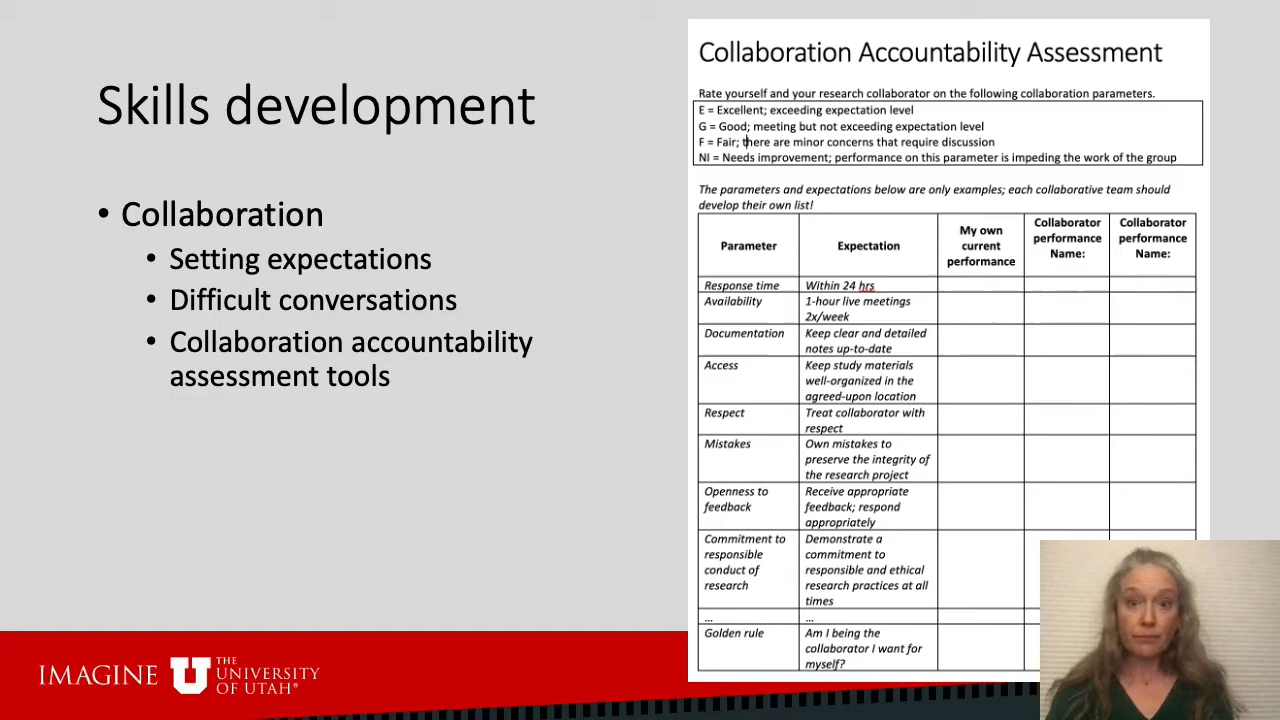 Skills development
• Collaboration
• Setting expectations
• Difficult conversations
• Collaboration accountability
assessment tools
Collaboration Accountability Assessment
Rate yourself and your research collaborator on the following collaboration parameters.
E = Excellent; exceeding expectation level
G = Good; meeting but not exceeding expectation level
F = Fair; there are minor concerns that require discussion
NI = Needs improvement; performance on this parameter is impeding the work of the group
The parameters and expectations below are only examples; each collaborative team should
develop their own list!
Parameter
Expectation
My own
current
performance
Collaborator
performance
Name:
Collaborator
performance
Name:
Response time
Within 24 hrs
Availability
1-hour live meetings
2x/week
Documentation
Keep clear and detailed
notes up-to-date
Access
Keep study materials
well-organized in the
agreed-upon location
Respect
Treat collaborator with
respect
Mistakes
Own mistakes to
preserve the integrity of
the research project
Openness to
feedback
Receive appropriate
feedback; respond
appropriately
Commitment to
responsible
conduct of
research
Demonstrate a
commitment to
responsible and ethical
research practices at all
times
...
...
Golden rule
Am I being the
collaborator I want for
myself?
IMAGINE
U
THE
UNIVERSITY
OF UTAH®